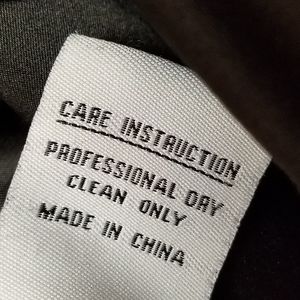 CARE INSTRUCTION
PROFESSIONAL DRY
CLEAN ONLY
MADE IN CHINA